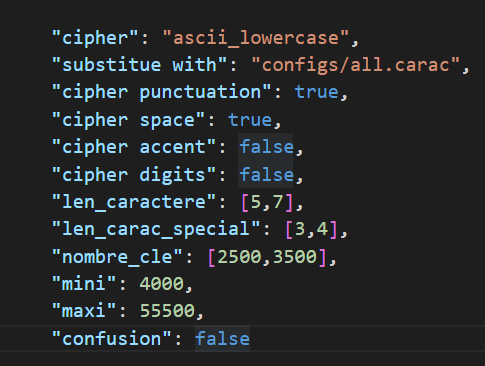 "cipher": "ascii_lowercase",
"substitue with": "configs/all.carac",
"cipher punctuation": true,
"cipher space": true,
"cipher accent": false,
"cipher digits": false,
"len_caractere": [5,7],
"len_carac_special": [3,4],
"nombre_cle": [2500,3500],
"mini": 4000,
"maxi": 55500,
"confusion": false